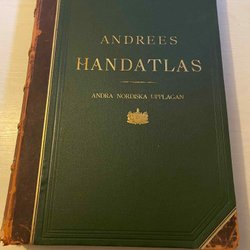 ANDREES
HANDATLAS
ANDRA NORDISKA UPPLAGAN